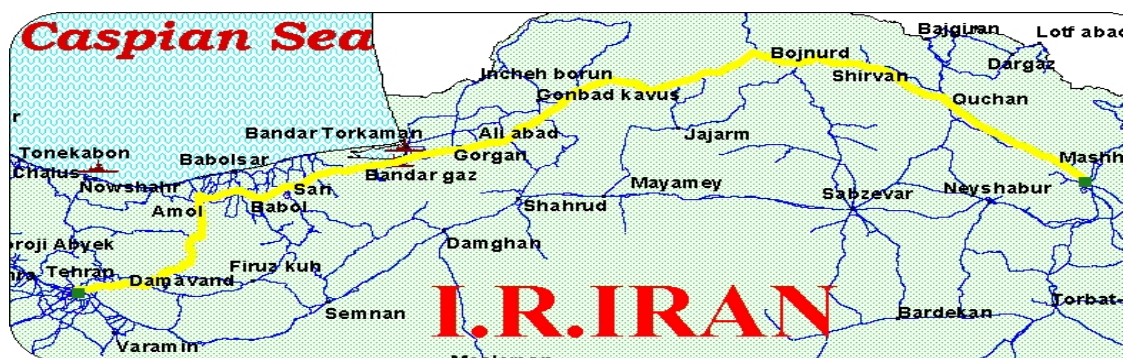 Caspian Sea
Bajgiran
Lotf abad
Bojnurd
Dargaz
Incheh borun
Shirvan
Gonbad kavus
Quchan
Bandar Torkaman
Ali abad
Jajarm
Tonekabon
Babolsar
Gorgan
Mashh
Chalus
Bandar gaz
Nowshahr
Sari
Mayamey
Sabzevar
Neyshabur
Amol
Babol
Shahrud
oroji Abyek
Damghan
Tehran
Damavand
Firuz kuh
I.R.IRAN
Torbat-
Semnan
Bardekan
Varamin